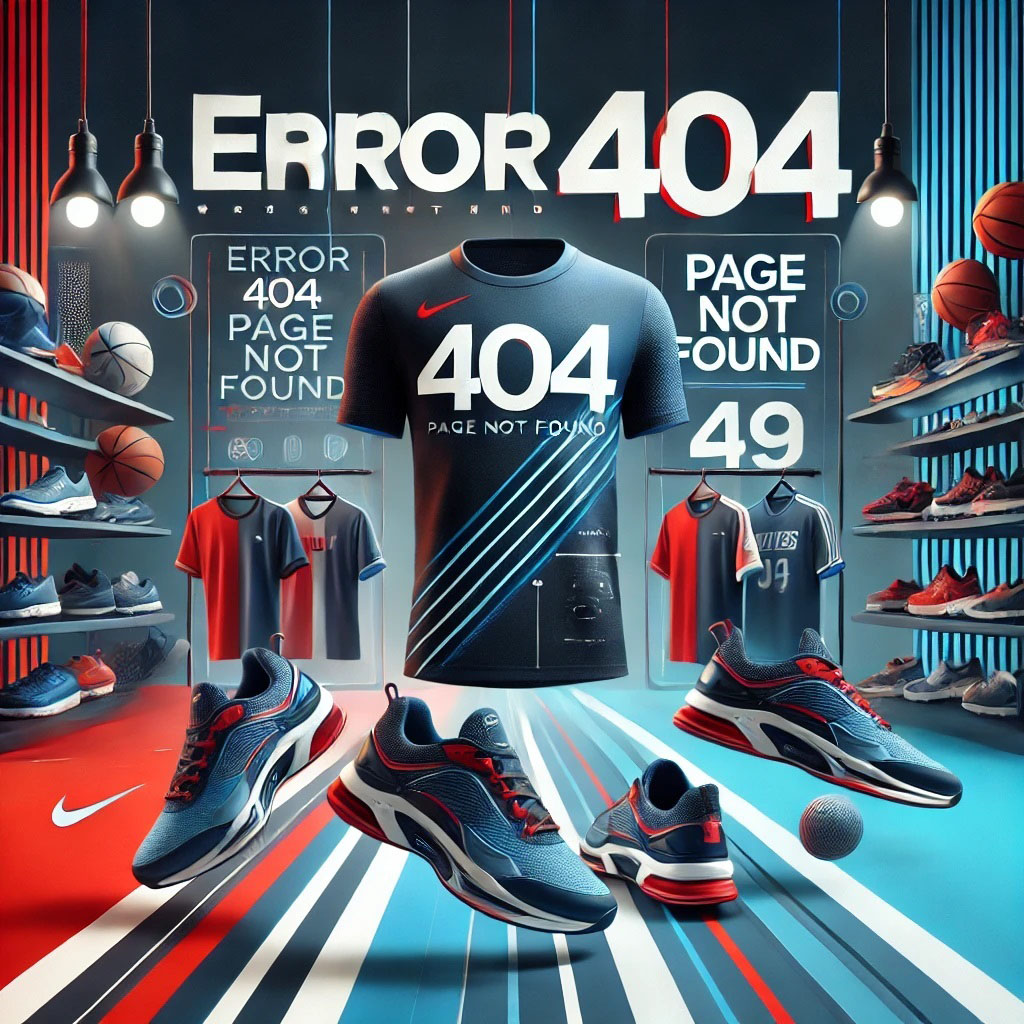 ERROR 404
ERROR
404
PAGE
NOT
FOUND
PAGE
NOT
FOUND
49
404
PAGE NOT FOUND